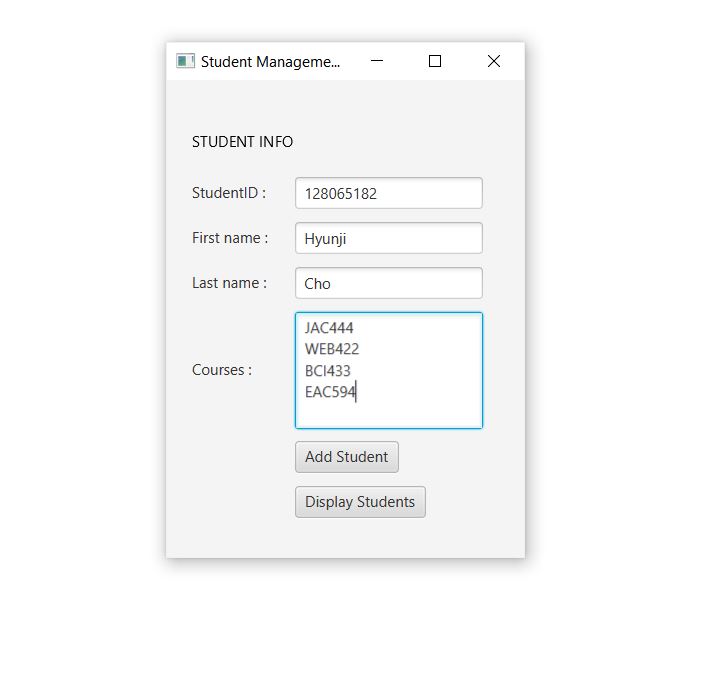 Student Manageme...
STUDENT INFO
StudentID : 128065182
First name : Hyunji
Last name : Cho
Courses :
JAC444
WEB422
BCI433
EAC594
Add Student
Display Students